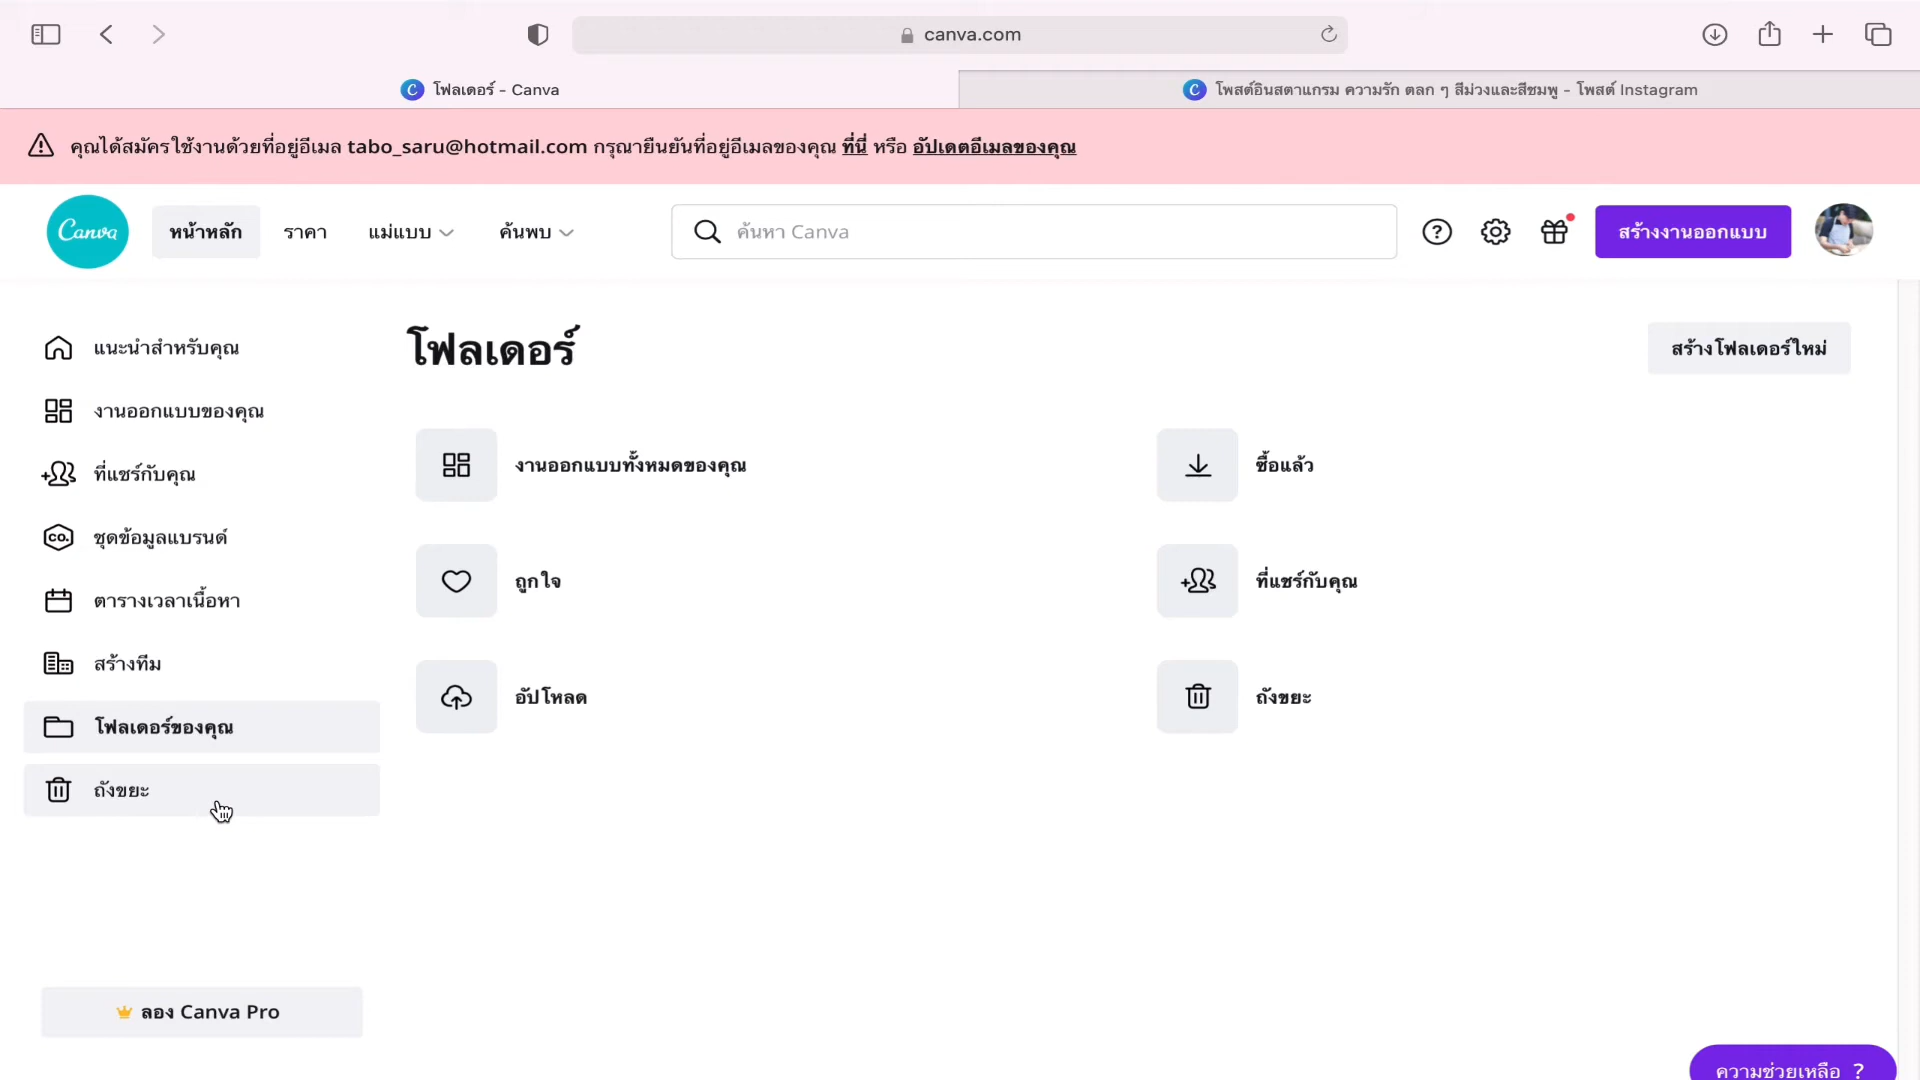 canva.com
โฟลเดอร์ - Canva
โพสต์อินสตาแกรม ความรัก ตลก ๆ สีม่วงและสีชมพู - โพสต์ Instagram
คุณได้สมัครใช้งานด้วยที่อยู่อีเมล tabo_saru@hotmail.com กรุณายืนยันที่อยู่อีเมลของคุณ ที่นี่ หรือ อัปเดตอีเมลของคุณ
Canva
หน้าหลัก
ราคา
แม่แบบ
ค้นพบ
ค้นหา Canva
สร้างงานออกแบบ
แนะนำสำหรับคุณ
งานออกแบบของคุณ
ที่แชร์กับคุณ
CO.
ชุดข้อมูลแบรนด์
ตารางเวลาเนื้อหา
สร้างทีม
โฟลเดอร์ของคุณ
ถังขยะ
ลอง Canva Pro
โฟลเดอร์
สร้างโฟลเดอร์ใหม่
งานออกแบบทั้งหมดของคุณ
ซื้อแล้ว
ถูกใจ
ที่แชร์กับคุณ
อัปโหลด
ถังขยะ
ความช่วยเหลือ ?